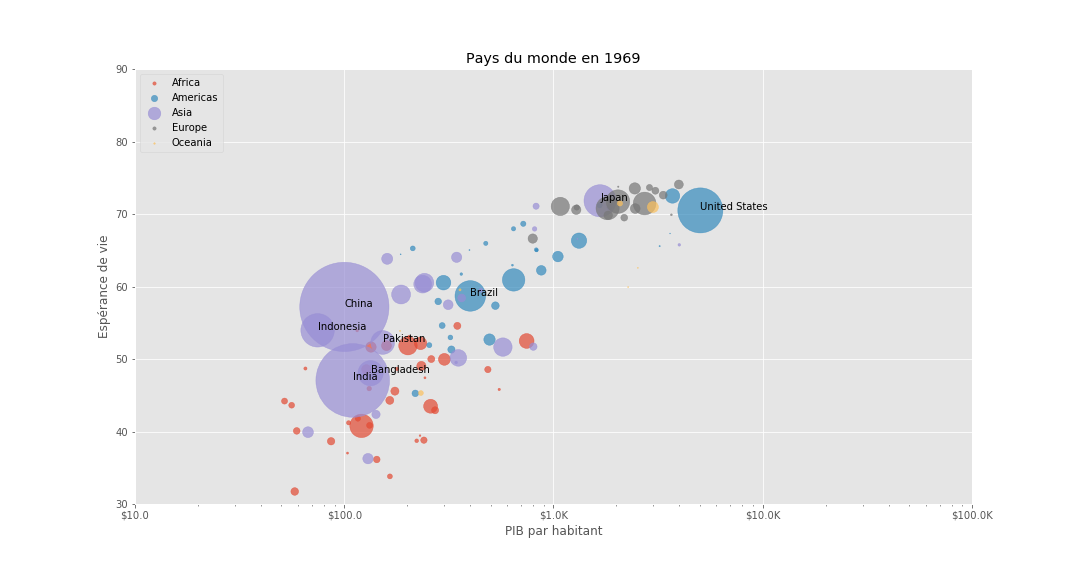 Pays du monde en 1969
90
80
70
60
50
40
30
Espérance de vie
Africa
Americas
Asia
Europe
Oceania
Japan
United States
China
Brazil
Indonesia
Pakistan
Bangladesh
India
$10.0
$100.0
$1.0K
$10.0K
$100.0K
PIB par habitant